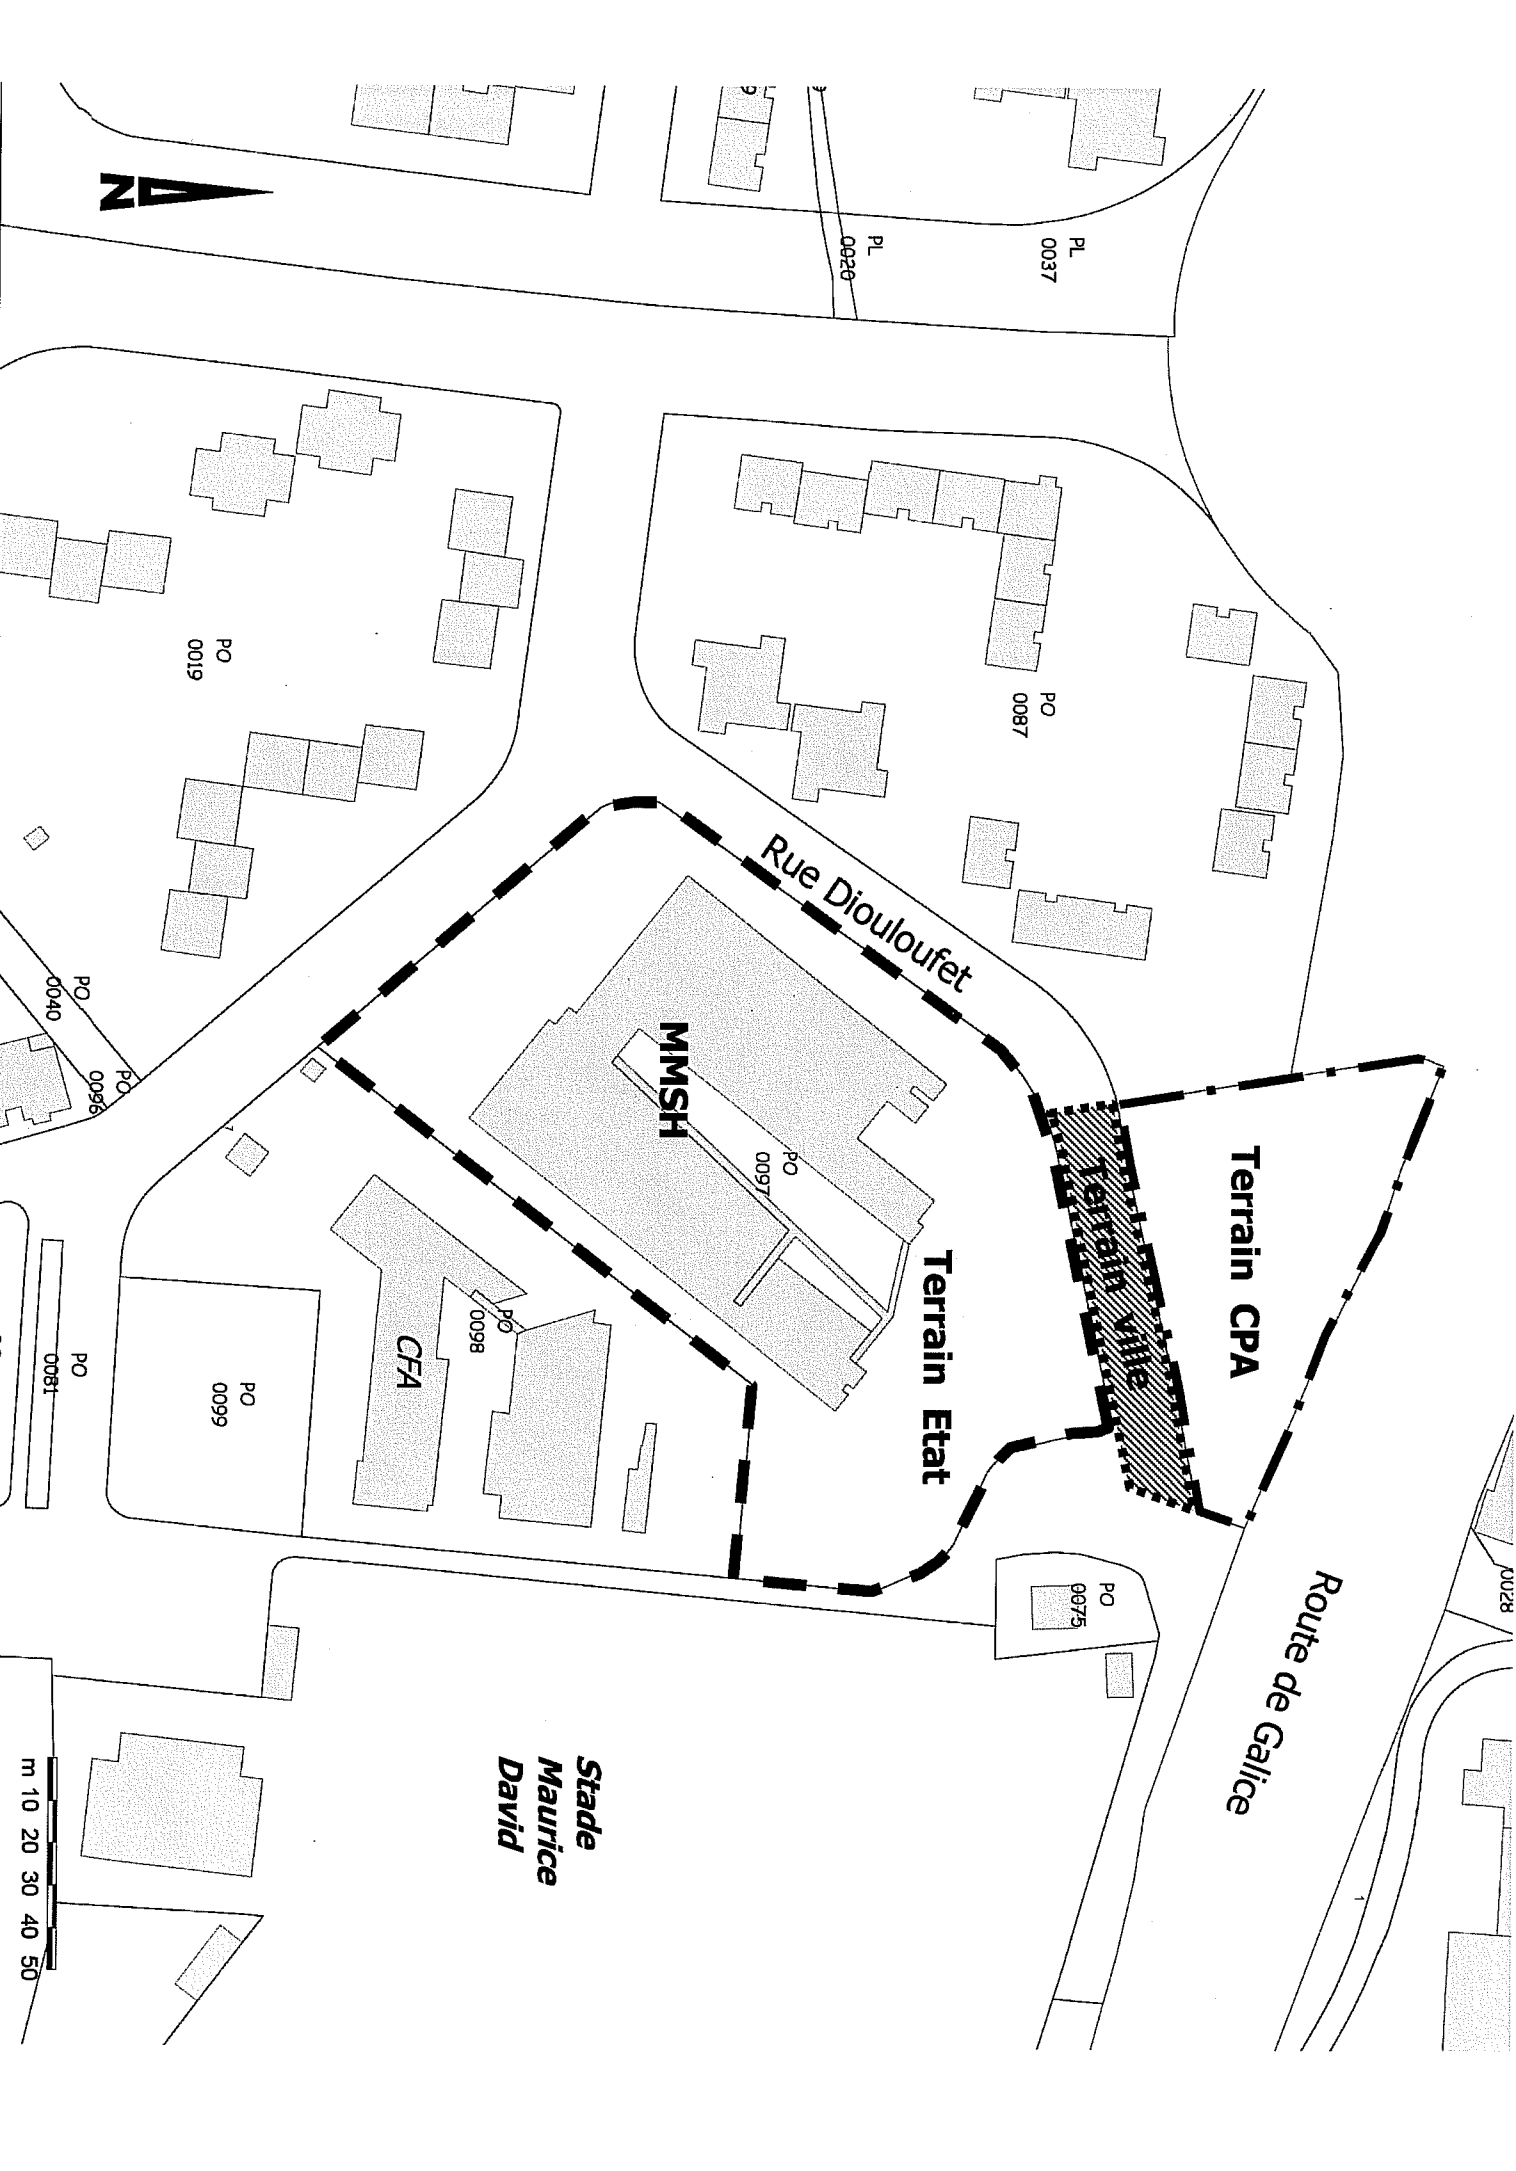 0028
Route de Galice
Terrain CPA
Terrain ville
PO
0075
PL
0037
PO
0087
Terrain Etat
Rue Diouloufet
PL
0020
PO
0097
MMSH
Stade
Maurice
David
PO
0098
CFA
PO
0099
PO
0019
N
PO
0096
PO
0040
PO
0081
m 10 20 30 40 50